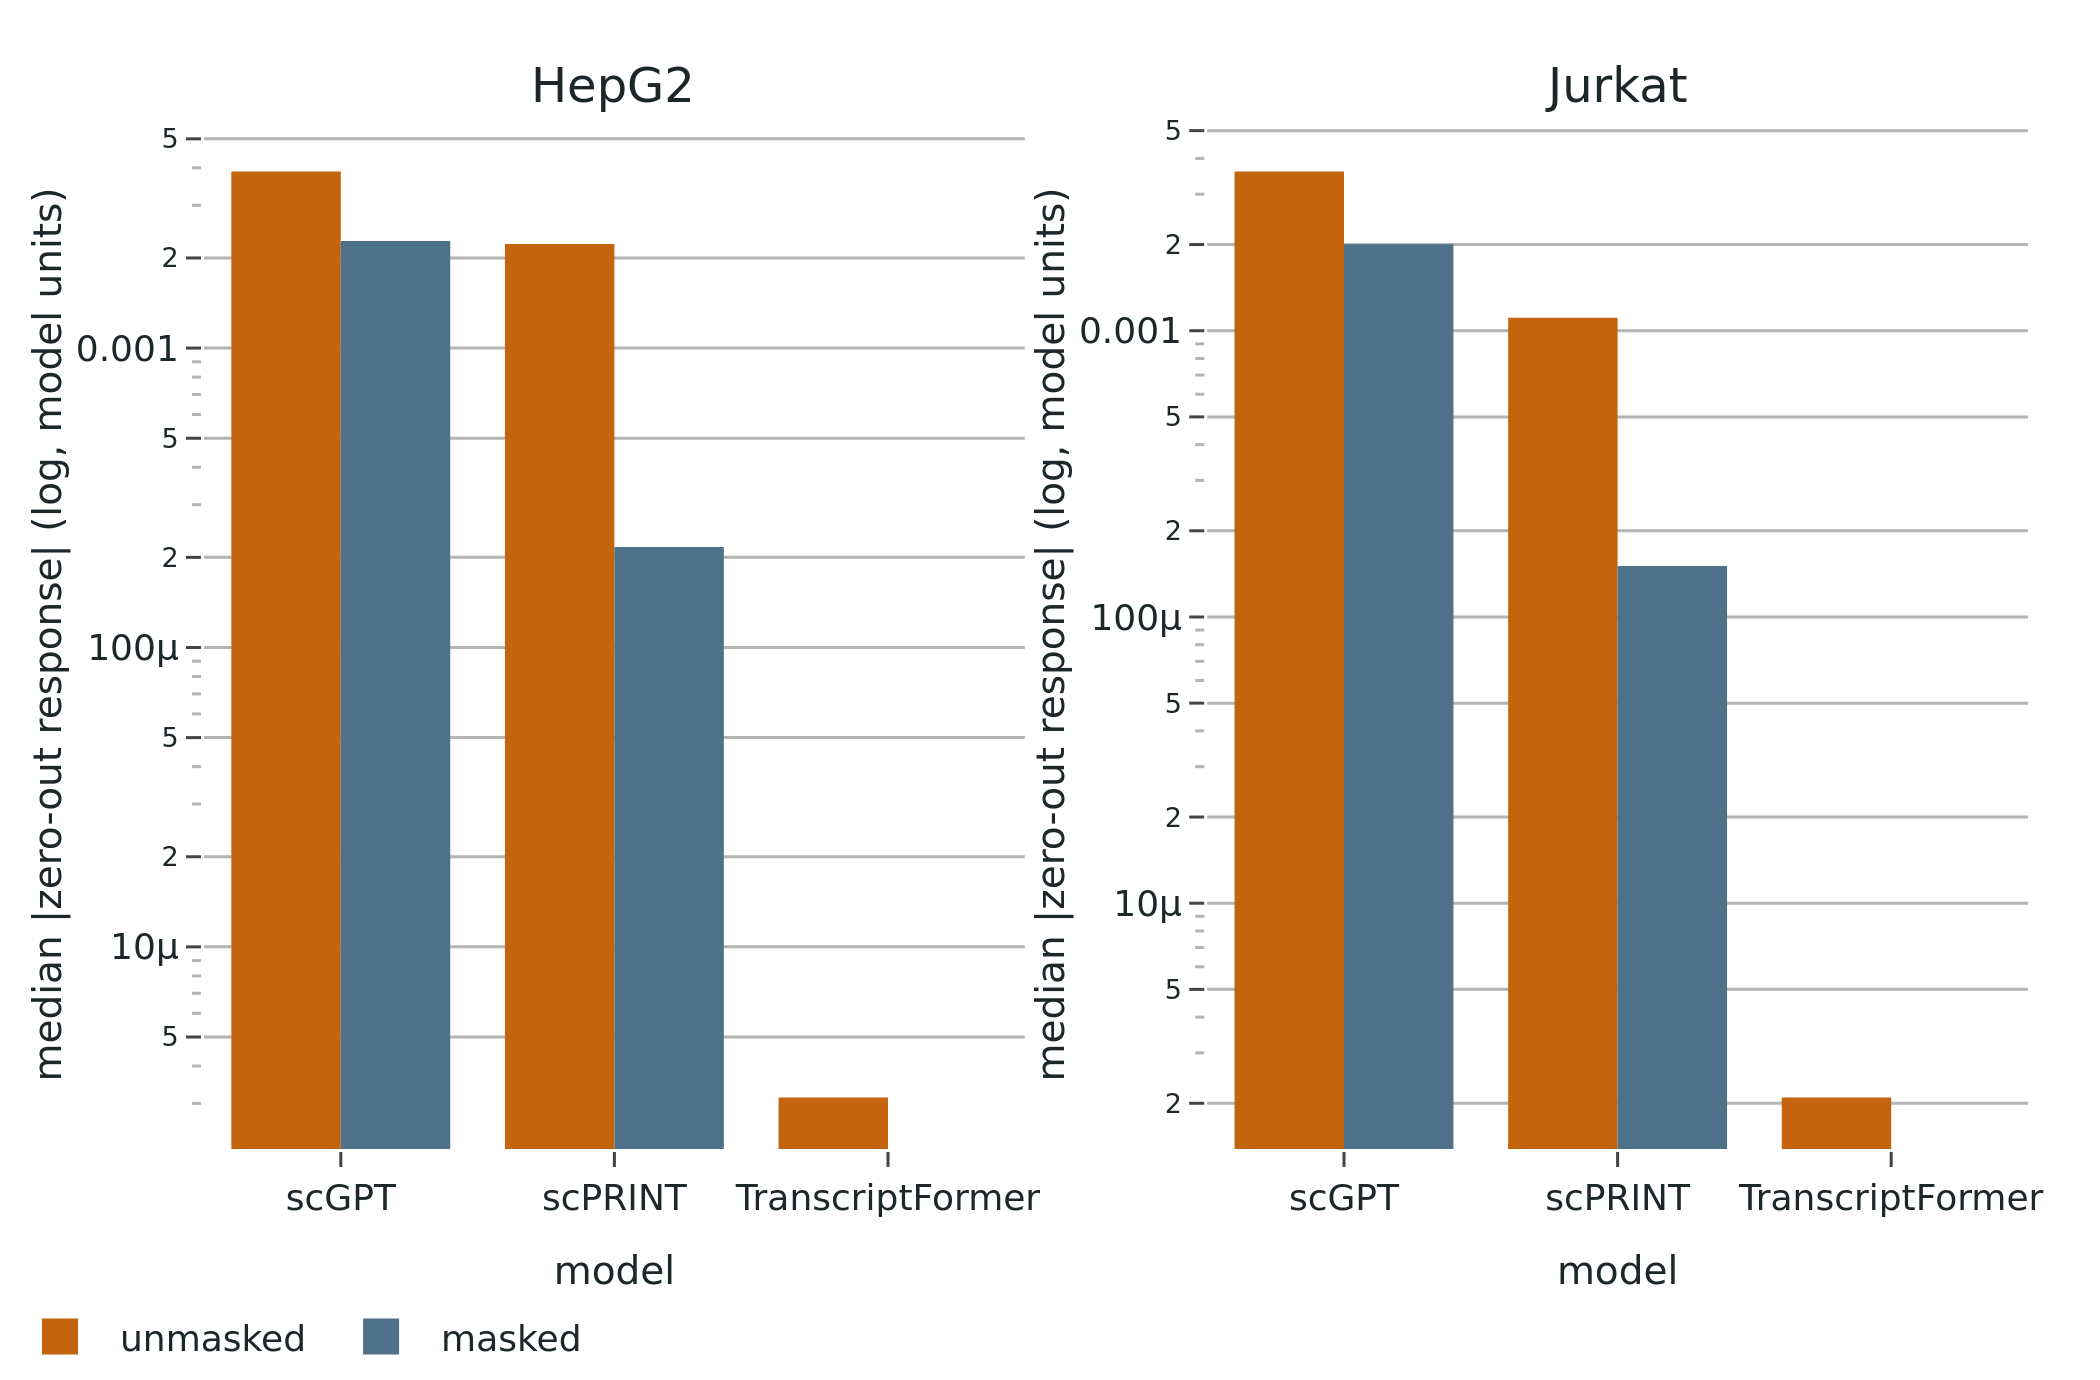 HepG2
median |zero-out response| (log, model units)
5
2
0.001
5
2
100μ
5
2
10μ
5
scGPT
scPRINT
TranscriptFormer
model
Jurkat
median |zero-out response| (log, model units)
5
2
0.001
5
2
100μ
5
2
10μ
5
2
scGPT
scPRINT
TranscriptFormer
model
unmasked
masked